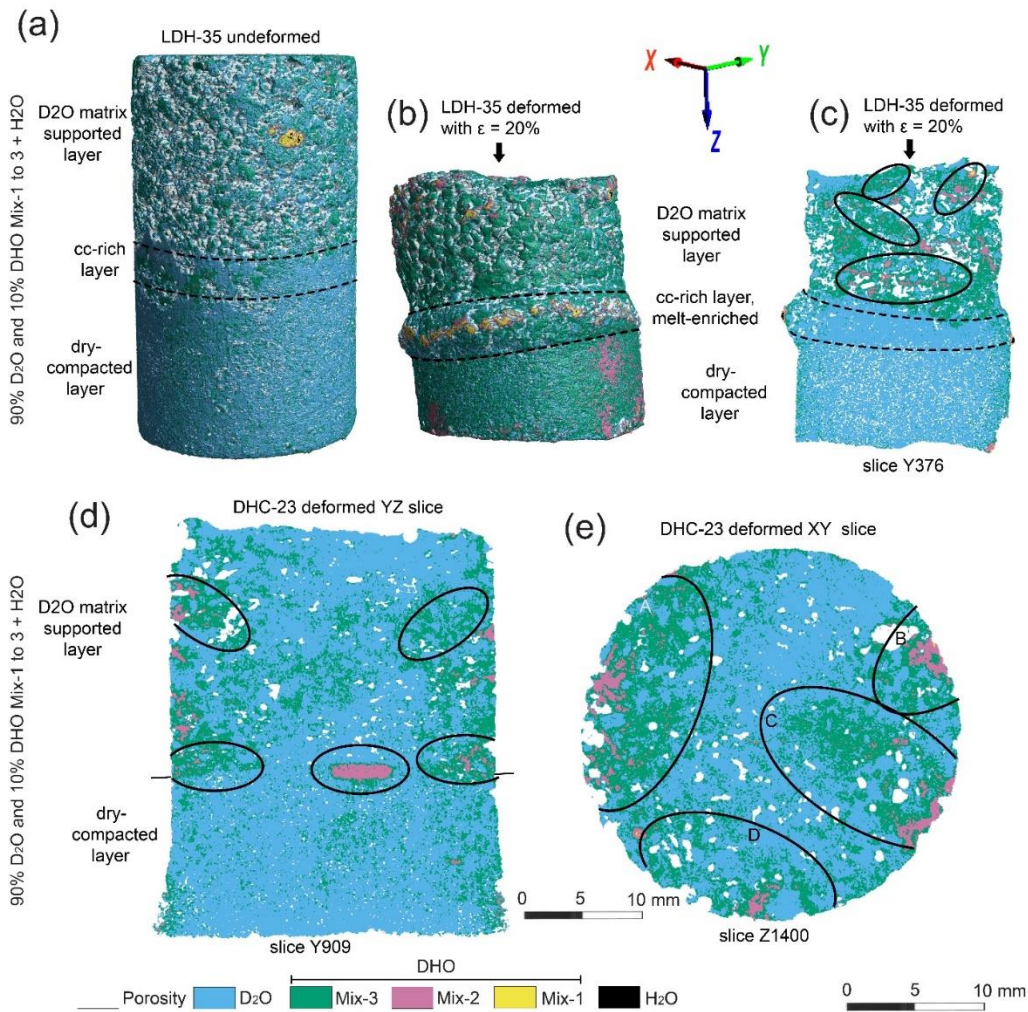 (a)
LDH-35 undeformed
90% D₂O and 10% DHO Mix-1 to 3 + H2O
D2O matrix
supported
layer
cc-rich
layer
dry-
compacted
layer
(b)
LDH-35 deformed
with ε = 20%
X
Y
Z
(c)
LDH-35 deformed
with ε = 20%
D2O matrix
supported
layer
cc-rich layer,
melt-enriched
dry-
compacted
layer
slice Y376
(d)
DHC-23 deformed YZ slice
90% D₂O and 10% DHO Mix-1 to 3 + H2O
D2O matrix
supported
layer
dry-
compacted
layer
slice Y909
0 5 10 mm
(e)
DHC-23 deformed XY slice
A
B
C
D
slice Z1400
DHO
Porosity D₂O Mix-3 Mix-2 Mix-1 H₂O
0 5 10 mm